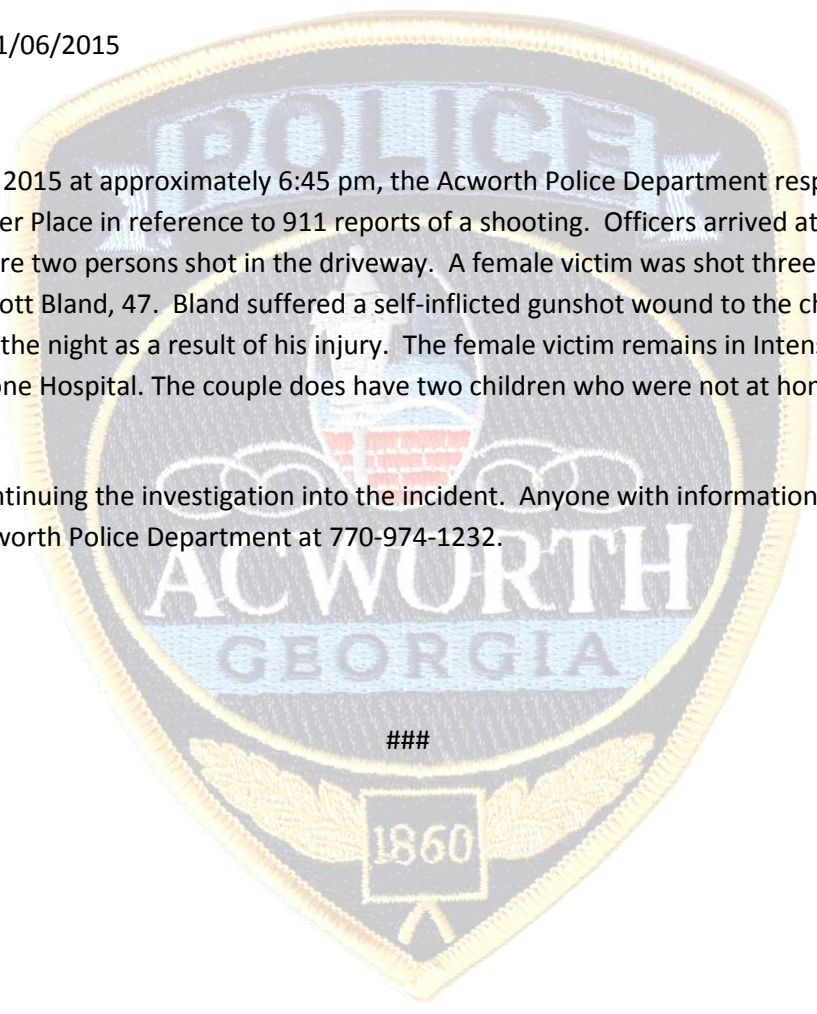 1/06/2015
POLICE
2015 at approximately 6:45 pm, the Acworth Police Department resp
er Place in reference to 911 reports of a shooting. Officers arrived at
re two persons shot in the driveway. A female victim was shot three
ott Bland, 47. Bland suffered a self-inflicted gunshot wound to the ch
the night as a result of his injury. The female victim remains in Intens
one Hospital. The couple does have two children who were not at hom
ntinuing the investigation into the incident. Anyone with information
worth Police Department at 770-974-1232.
ACWORTH
GEORGIA
###
1860